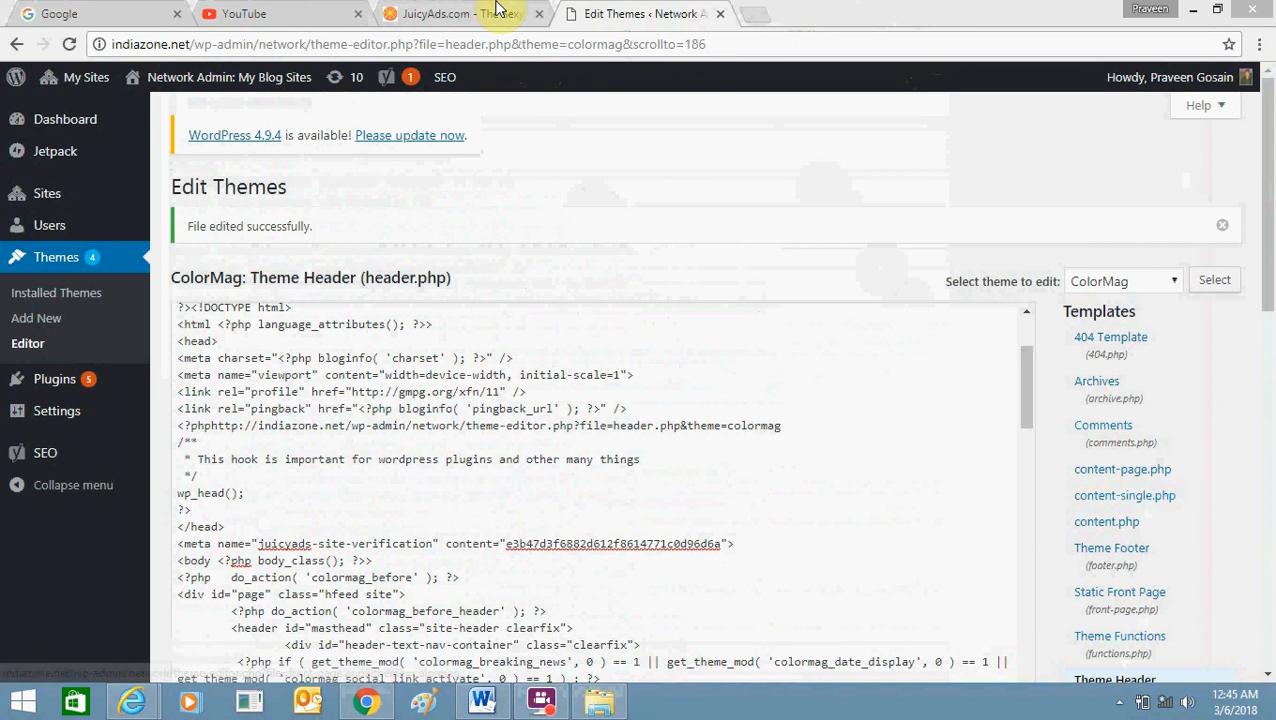 Google
YouTube
JuicyAds.com - The Sexy
Edit Themes ‹ Network A
Praveen
indiazone.net/wp-admin/network/theme-editor.php?file=header.php&theme=colormag&scrollto=186
My Sites
Network Admin: My Blog Sites
10
1
SEO
Howdy, Praveen Gosain
Dashboard
Jetpack
Sites
Users
Themes 4
Installed Themes
Add New
Editor
Plugins 5
Settings
SEO
Collapse menu
Help
WordPress 4.9.4 is available! Please update now.
Edit Themes
File edited successfully.
ColorMag: Theme Header (header.php)
Select theme to edit: ColorMag Select
?><!DOCTYPE html>
<html <?php language_attributes(); ?>>
<head>
<meta charset="<?php bloginfo( 'charset' ); ?>" />
<meta name="viewport" content="width=device-width, initial-scale=1">
<link rel="profile" href="http://gmpg.org/xfn/11" />
<link rel="pingback" href="<?php bloginfo( 'pingback_url' ); ?>" />
<?phphttp://indiazone.net/wp-admin/network/theme-editor.php?file=header.php&theme=colormag
/**
* This hook is important for wordpress plugins and other many things
*/
wp_head();
?>
</head>
<meta name="juicyads-site-verification" content="e3b47d3f6882d612f8614771c0d96d6a">
<body <?php body_class(); ?>>
<?php do_action( 'colormag_before' ); ?>
<div id="page" class="hfeed site">
<?php do_action( 'colormag_before_header' ); ?>
<header id="masthead" class="site-header clearfix">
<div id="header-text-nav-container" class="clearfix">
<?php if ( get_theme_mod( 'colormag_breaking_news', 0 ) == 1 || get_theme_mod( 'colormag_date_display', 0 ) == 1 ||
get_theme_mod( 'colormag_social_link_activate', 0 ) == 1 ) : ?>
Templates
404 Template
(404.php)
Archives
(archive.php)
Comments
(comments.php)
content-page.php
content-single.php
content.php
Theme Footer
(footer.php)
Static Front Page
(front-page.php)
Theme Functions
(functions.php)
Theme Header
12:45 AM
3/6/2018